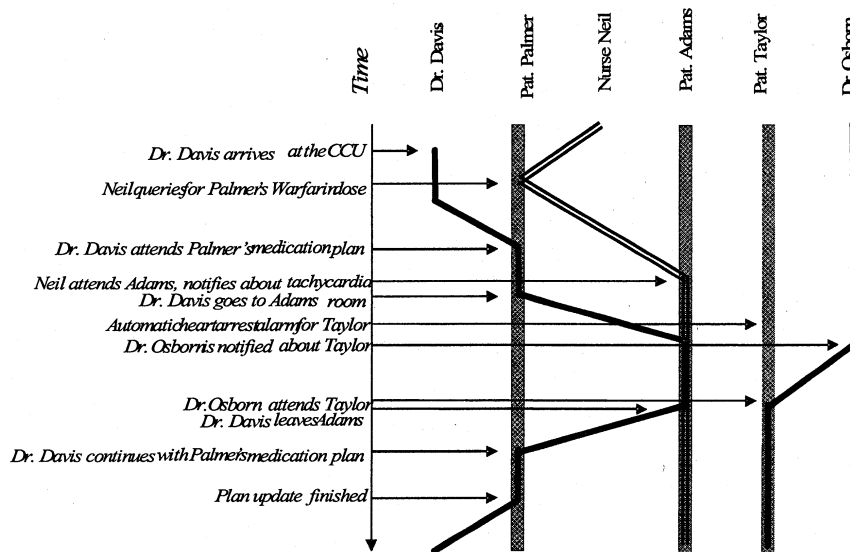 Time
Dr. Davis
Pat. Palmer
Nurse Neil
Pat. Adams
Pat. Taylor
Dr. Osborn
Dr. Davis arrives at the CCU
Neil queries for Palmer's Warfarin dose
Dr. Davis attends Palmer's medication plan
Neil attends Adams, notifies about tachycardia
Dr. Davis goes to Adams room
Automatic heart arrest alarm for Taylor
Dr. Osborn is notified about Taylor
Dr. Osborn attends Taylor
Dr. Davis leaves Adams
Dr. Davis continues with Palmer's medication plan
Plan update finished